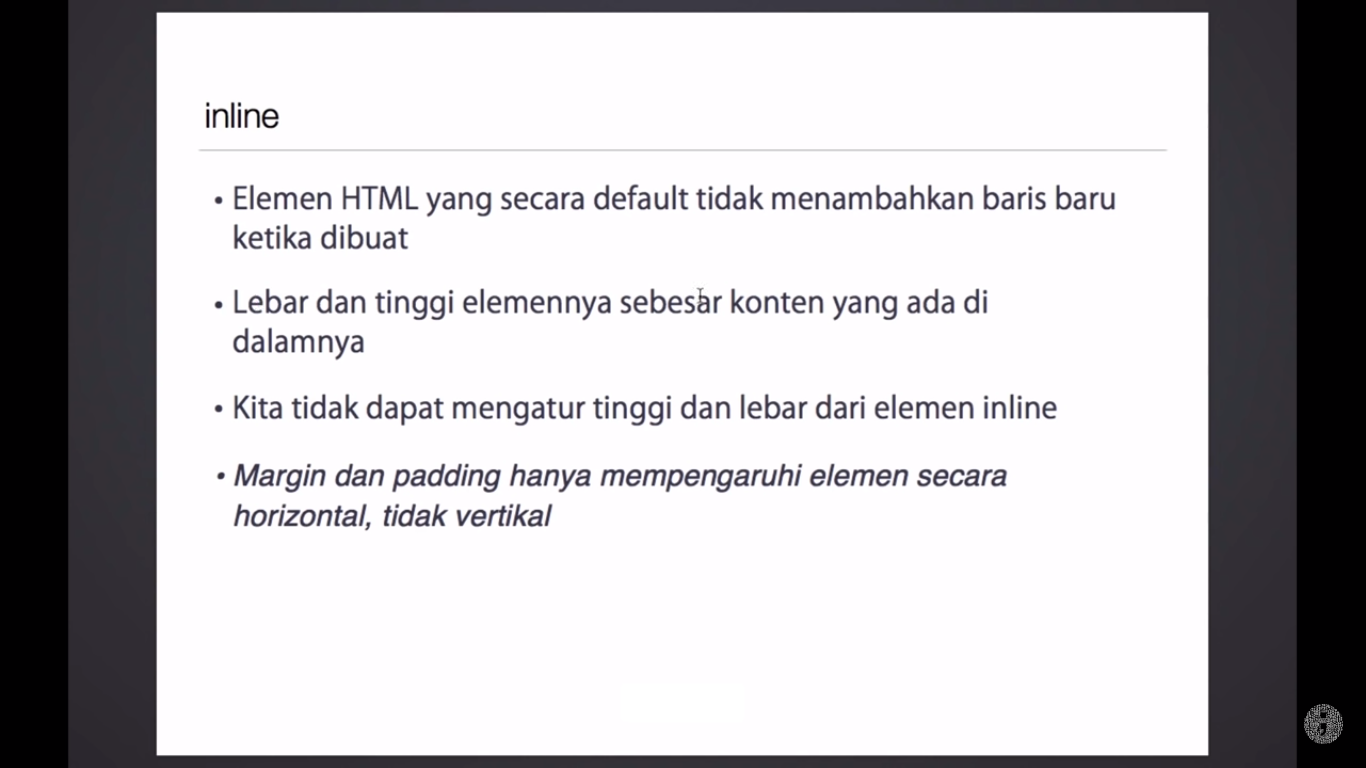 inline
• Elemen HTML yang secara default tidak menambahkan baris baru
ketika dibuat
• Lebar dan tinggi elemennya sebesar konten yang ada di
dalamnya
• Kita tidak dapat mengatur tinggi dan lebar dari elemen inline
• Margin dan padding hanya mempengaruhi elemen secara
horizontal, tidak vertikal